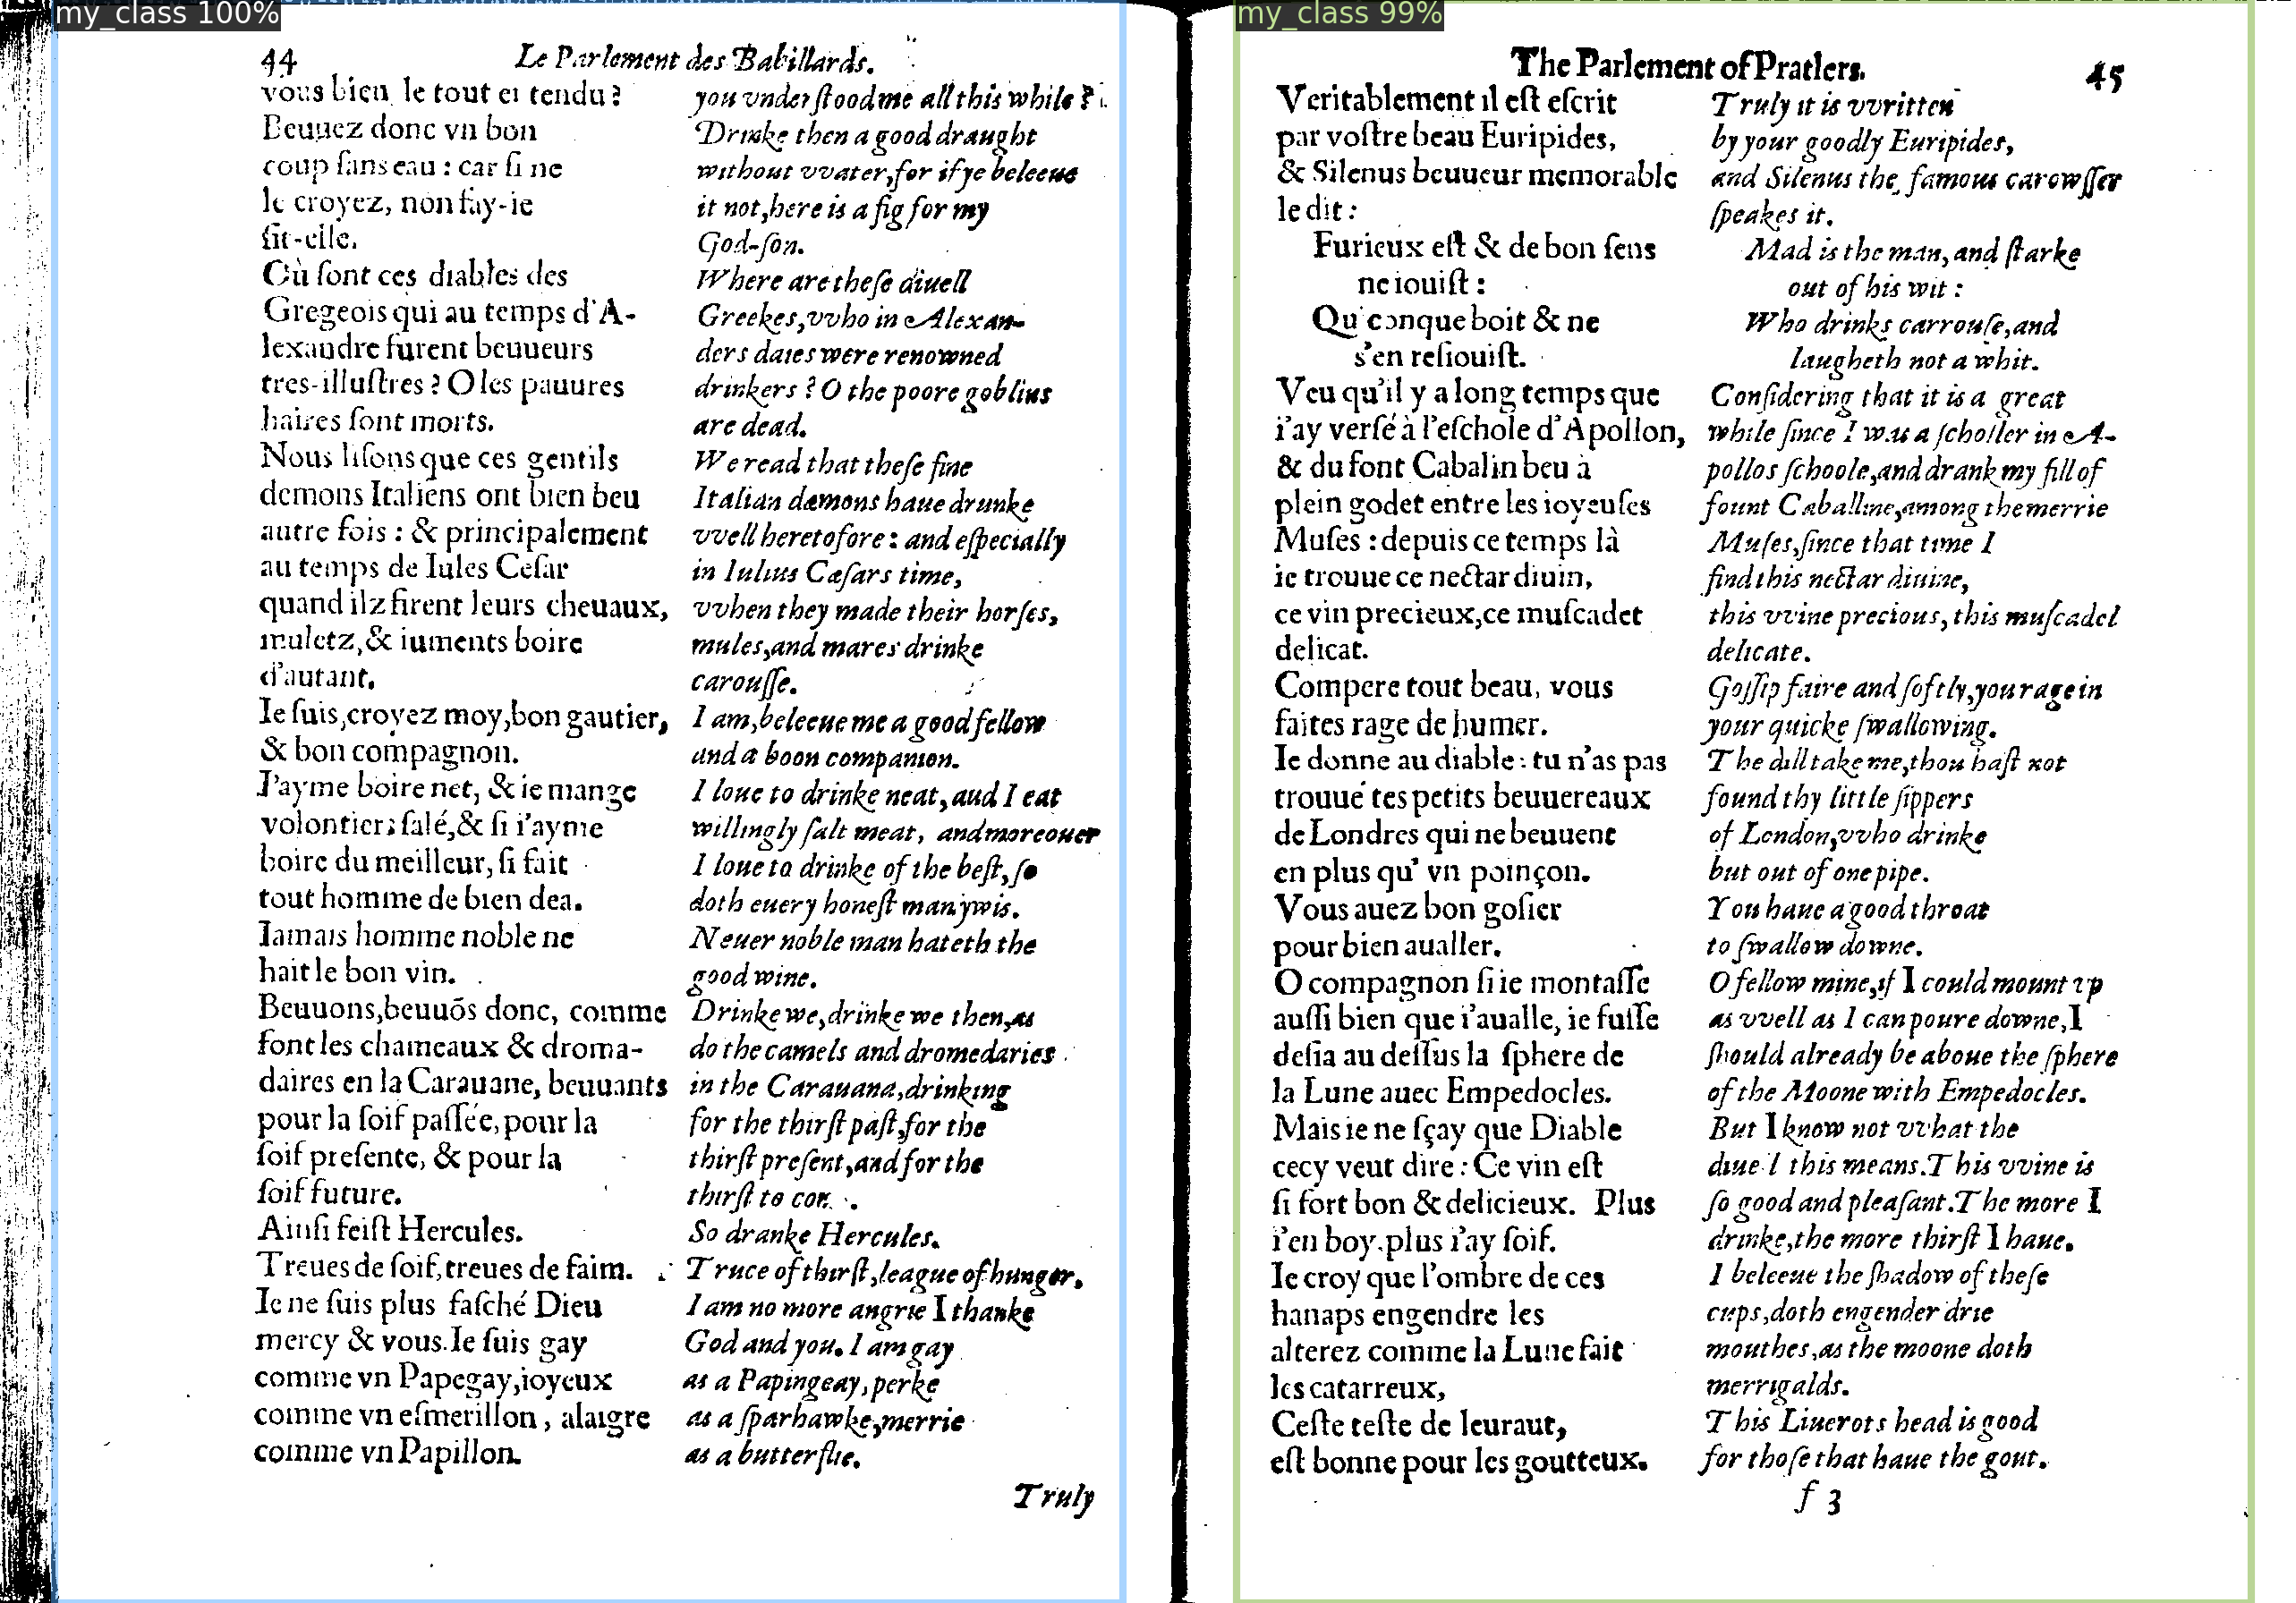 my_class 100%
44 Le Parlement des Babillards.
vous bien le tout entendu?
Beuuez donc vn bon
coup ſans eau : car ſi ne
le croyez, non fay-ie
fit-elle.
Où ſont ces diables des
Gregeois qui au temps d'A-
lexandre furent beuueurs
tres-illuſtres ? O les pauures
haires ſont morts.
Nous liſons que ces gentils
demons Italiens ont bien beu
autre fois : & principalement
au temps de Iules Ceſar
quand ilz firent leurs cheuaux,
muletz,& iuments boire
d'autant.
Ie ſuis,croyez moy,bon gautier,
& bon compagnon.
I'ayme boire net, & ie mange
volontiers ſalé,& ſi i'ayme
boire du meilleur, ſi fait
tout homme de bien dea.
Iamais homme noble ne
hait le bon vin.
Beuuons,beuuõs donc, comme
font les chameaux & droma-
daires en la Carauane, beuuants
pour la ſoif paſſée,pour la
ſoif preſente, & pour la
ſoif future.
Ainſi feiſt Hercules.
Treues de ſoif,treues de faim.
Ie ne ſuis plus faſché Dieu
mercy & vous.Ie ſuis gay
comme vn Papegay,ioyeux
comme vn eſmerillon , alaigre
comme vn Papillon.
you vnderſtood me all this while ?
Drinke then a good draught
without vvater,for if ye beleeue
it not,here is a fig for my
God-ſon.
Where are theſe diuell
Greekes,vvho in Alexan-
ders daies were renowned
drinkers ? O the poore goblins
are dead.
We read that theſe fine
Italian dæmons haue drunke
vvell heretofore : and eſpecially
in Iulius Cæſars time,
vvhen they made their horſes,
mules,and mares drinke
carouſſe.
I am,beleeue me a good fellow
and a boon companion.
I loue to drinke neat, aud I eat
willingly ſalt meat, and moreouer
I loue to drinke of the beſt, ſo
doth euery honeſt man ywis.
Neuer noble man hateth the
good wine.
Drinke we,drinke we then,as
do the camels and dromedaries
in the Carauana,drinking
for the thirſt paſt,for the
thirſt preſent,and for the
thirſt to
So dranke Hercules.
Truce of thirſt,league of hunger.
I am no more angrie I thanke
God and you. I am gay
as a Papingeay,perke
as a ſparhawke,merrie
as a butterflie.
Truly
my_class 99%
The Parlement of Pratlers. 45
Veritablement il eſt eſcrit
par voſtre beau Euripides,
& Silenus beuueur memorable
le dit :
Furieux eſt & de bon ſens
ne iouiſt :
Quiconque boit & ne
s'en reſiouiſt.
Veu qu'il y a long temps que
i'ay verſé à l'eſchole d'Apollon,
& du font Cabalin beu à
plein godet entre les ioyeuſes
Muſes : depuis ce temps là
ie trouue ce nectar diuin,
ce vin precieux,ce muſcadet
delicat.
Compere tout beau, vous
faites rage de humer.
Ie donne au diable : tu n'as pas
trouué tes petits beuuereaux
de Londres qui ne beuuent
en plus qu' vn poinçon.
Vous auez bon goſier
pour bien aualler.
O compagnon ſi ie montaſſe
auſſi bien que i'aualle, ie fuſſe
deſia au deſſus la ſphere de
la Lune auec Empedocles.
Mais ie ne ſçay que Diable
cecy veut dire : Ce vin eſt
ſi fort bon & delicieux. Plus
i'en boy,plus i'ay ſoif.
Ie croy que l'ombre de ces
hanaps engendre les
alterez comme la Lune fait
les catarreux,
Ceſte teſte de leuraut,
eſt bonne pour les goutteux.
Truly it is vvritten
by your goodly Euripides,
and Silenus the famous carowſſer
ſpeakes it.
Mad is the man, and ſtarke
out of his wit :
Who drinks carrouſe,and
laugheth not a whit.
Conſidering that it is a great
while ſince I was a ſcholler in A-
pollos ſchoole,and drank my fill of
fount Caballine,among the merrie
Muſes,ſince that time I
find this nectar diuine,
this vvine precious, this muſcadel
delicate.
Goſſip faire and ſoftly,you rage in
your quicke ſwallowing.
The dill take me,thou haſt not
found thy little ſippers
of London,vvho drinke
but out of one pipe.
You haue a good throat
to ſwallow downe.
O fellow mine,if I could mount vp
as vvell as I can poure downe,I
ſhould already be aboue the ſphere
of the Moone with Empedocles.
But I know not vvhat the
diuel this means.This vvine is
ſo good and pleaſant.The more I
drinke,the more thirſt I haue.
I beleeue the ſhadow of theſe
cups,doth engender drie
mouthes,as the moone doth
merrigalds.
This Liuerots head is good
for thoſe that haue the gout.
f 3